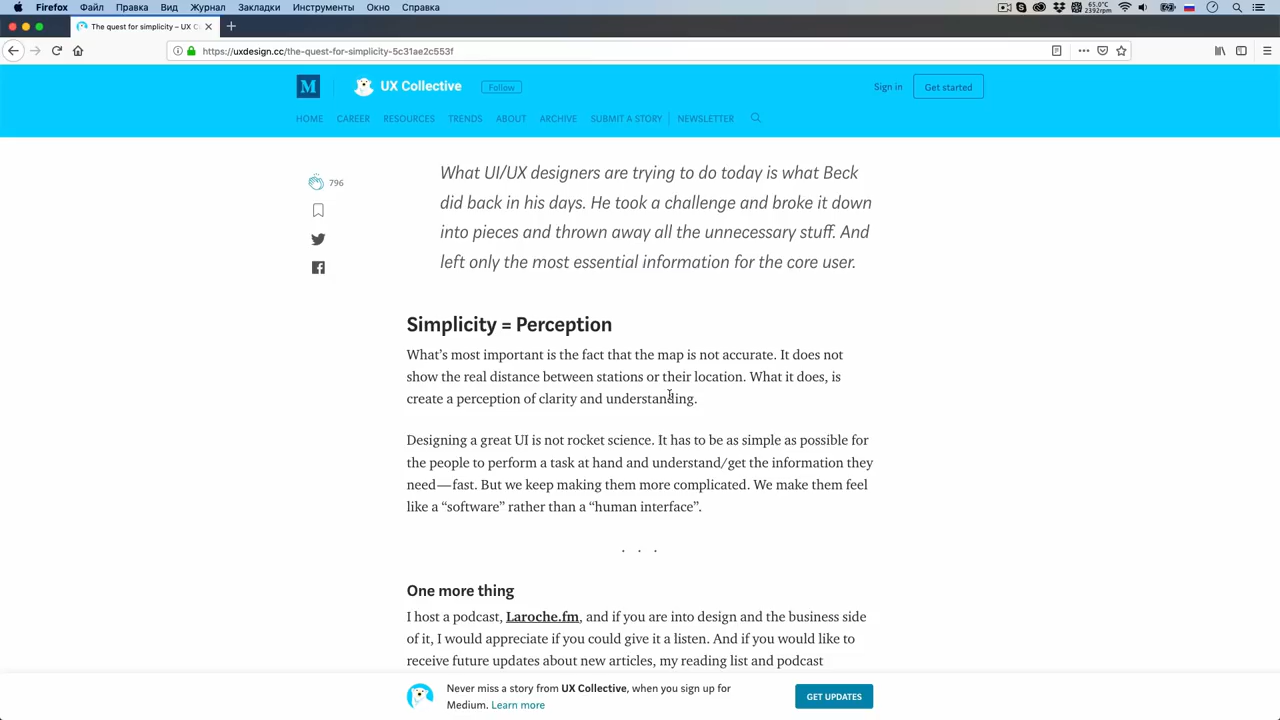 Firefox Файл Правка Вид Журнал Закладки Инструменты Окно Справка 65.0°C 2392rpm
The quest for simplicity – UX C
https://uxdesign.cc/the-quest-for-simplicity-5c31ae2c553f
M UX Collective Follow Sign in Get started
HOME CAREER RESOURCES TRENDS ABOUT ARCHIVE SUBMIT A STORY NEWSLETTER
796
What UI/UX designers are trying to do today is what Beck
did back in his days. He took a challenge and broke it down
into pieces and thrown away all the unnecessary stuff. And
left only the most essential information for the core user.
Simplicity = Perception
What’s most important is the fact that the map is not accurate. It does not
show the real distance between stations or their location. What it does, is
create a perception of clarity and understanding.
Designing a great UI is not rocket science. It has to be as simple as possible for
the people to perform a task at hand and understand/get the information they
need — fast. But we keep making them more complicated. We make them feel
like a “software” rather than a “human interface”.
. . .
One more thing
I host a podcast, Laroche.fm, and if you are into design and the business side
of it, I would appreciate if you could give it a listen. And if you would like to
receive future updates about new articles, my reading list and podcast
Never miss a story from UX Collective, when you sign up for
Medium. Learn more
GET UPDATES